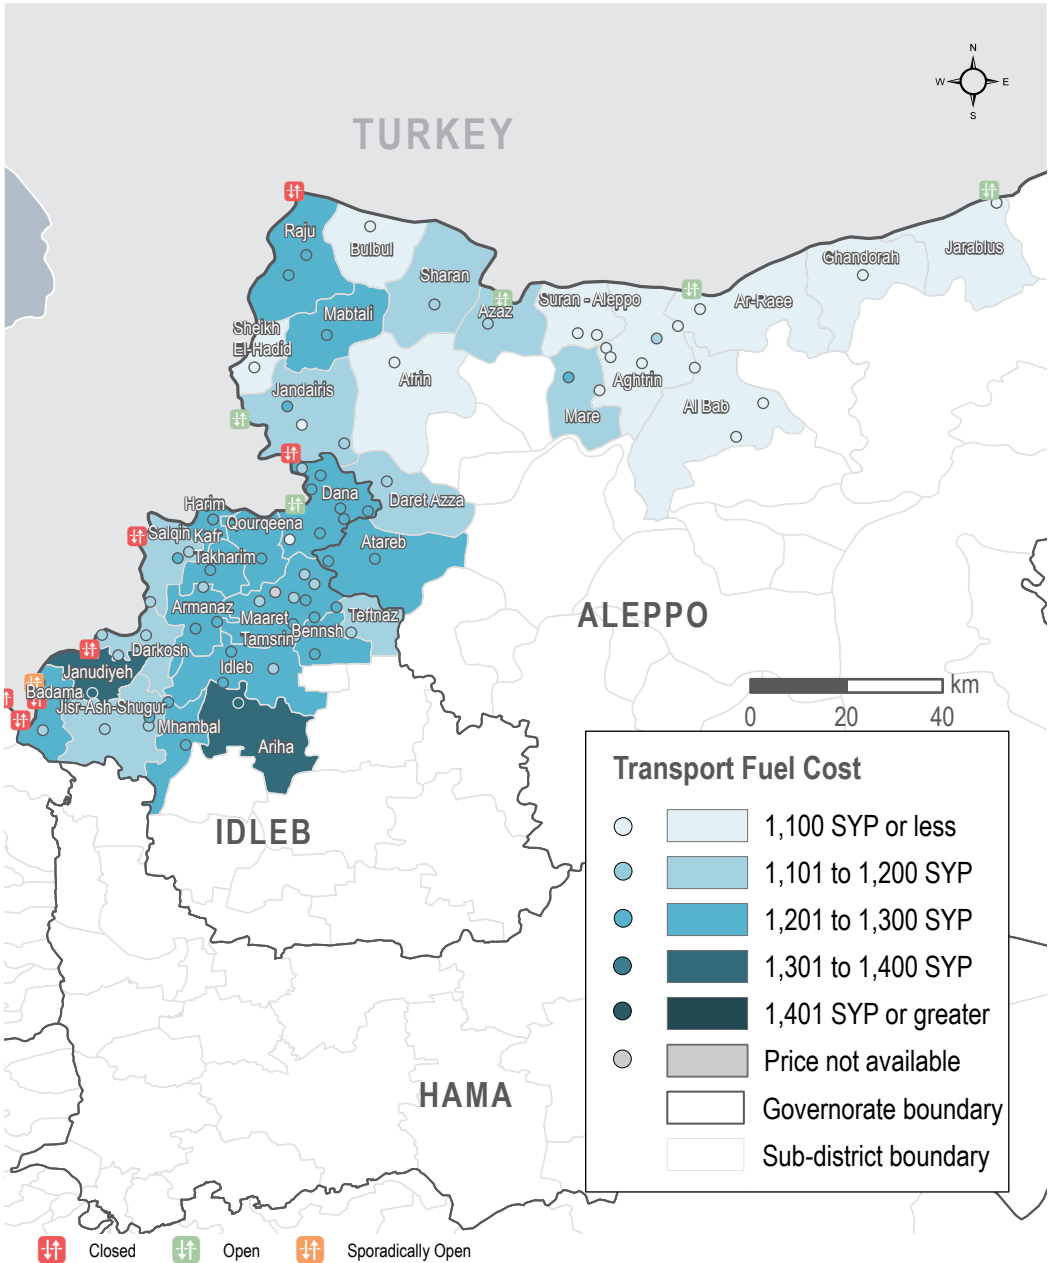 N
W
E
S
TURKEY
Raju
Bulbul
Sharan
Ghandorah
Jarablus
Mabtali
Azaz
Suran - Aleppo
Ar-Raee
Sheikh
El-Hadid
Jandairis
Afrin
Aghtrin
Mare
Al Bab
Dana
Daret Azza
Harim
Qourqeena
Salqin
Kafr
Takharim
Atareb
Armanaz
Maaret
Tamsrin
Teftnaz
Bennsh
ALEPPO
Darkosh
Janudiyeh
Idleb
Badama
Jisr-Ash-Shugur
Mhambal
Ariha
km
0 20 40
IDLEB
HAMA
Transport Fuel Cost
1,100 SYP or less
1,101 to 1,200 SYP
1,201 to 1,300 SYP
1,301 to 1,400 SYP
1,401 SYP or greater
Price not available
Governorate boundary
Sub-district boundary
Closed Open Sporadically Open